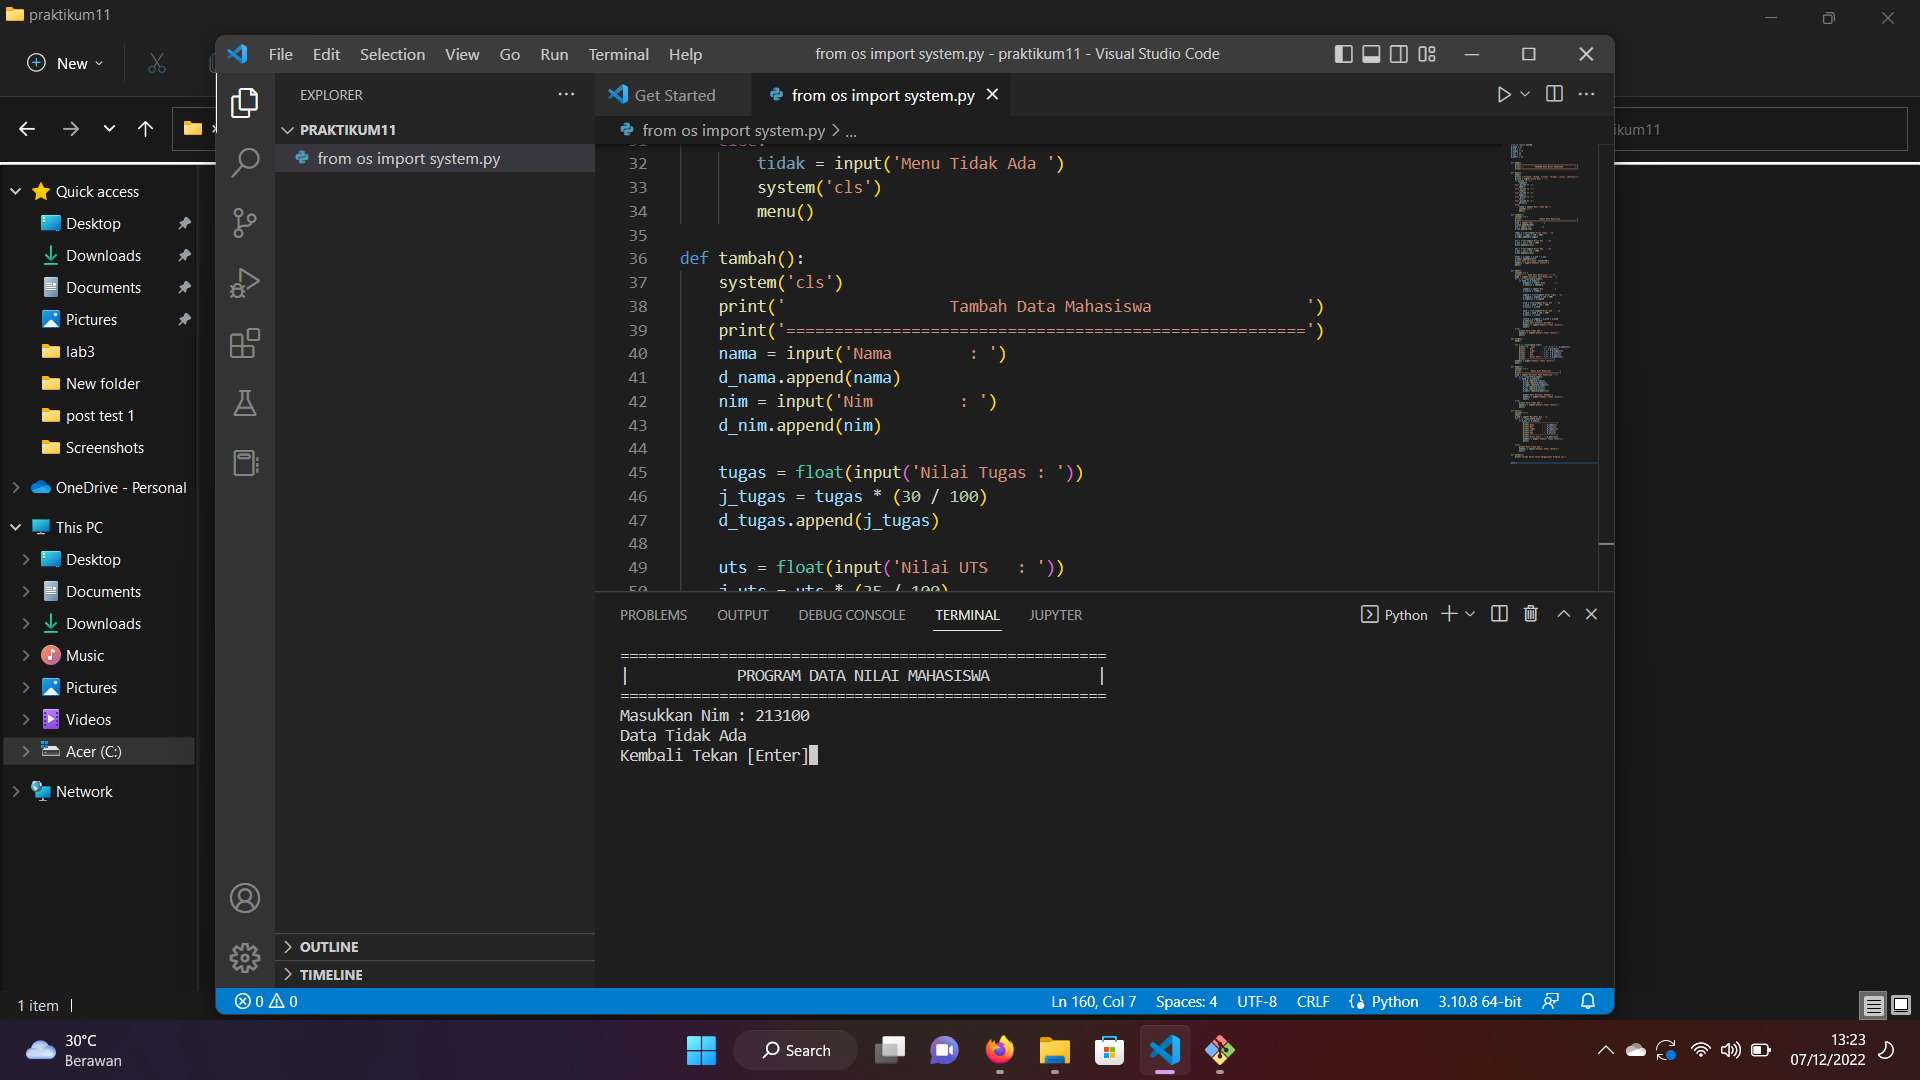 praktikum11
New
Quick access
Desktop
Downloads
Documents
Pictures
lab3
New folder
post test 1
Screenshots
OneDrive - Personal
This PC
Desktop
Documents
Downloads
Music
Pictures
Videos
Acer (C:)
Network
1 item
File Edit Selection View Go Run Terminal Help
from os import system.py - praktikum11 - Visual Studio Code
ikum11
EXPLORER
PRAKTIKUM11
from os import system.py
OUTLINE
TIMELINE
Get Started
from os import system.py
from os import system.py > ...
32 tidak = input('Menu Tidak Ada ')
33 system('cls')
34 menu()
35
36 def tambah():
37 system('cls')
38 print('                 Tambah Data Mahasiswa                ')
39 print('======================================================')
40 nama = input('Nama        : ')
41 d_nama.append(nama)
42 nim = input('Nim         : ')
43 d_nim.append(nim)
44
45 tugas = float(input('Nilai Tugas : '))
46 j_tugas = tugas * (30 / 100)
47 d_tugas.append(j_tugas)
48
49 uts = float(input('Nilai UTS   : '))
50 j_uts = uts * (35 / 100)
PROBLEMS OUTPUT DEBUG CONSOLE TERMINAL JUPYTER
Python
======================================================
|            PROGRAM DATA NILAI MAHASISWA            |
======================================================
Masukkan Nim : 213100
Data Tidak Ada
Kembali Tekan [Enter]
0 0
Ln 160, Col 7 Spaces: 4 UTF-8 CRLF Python 3.10.8 64-bit
30°C
Berawan
Search
13:23
07/12/2022